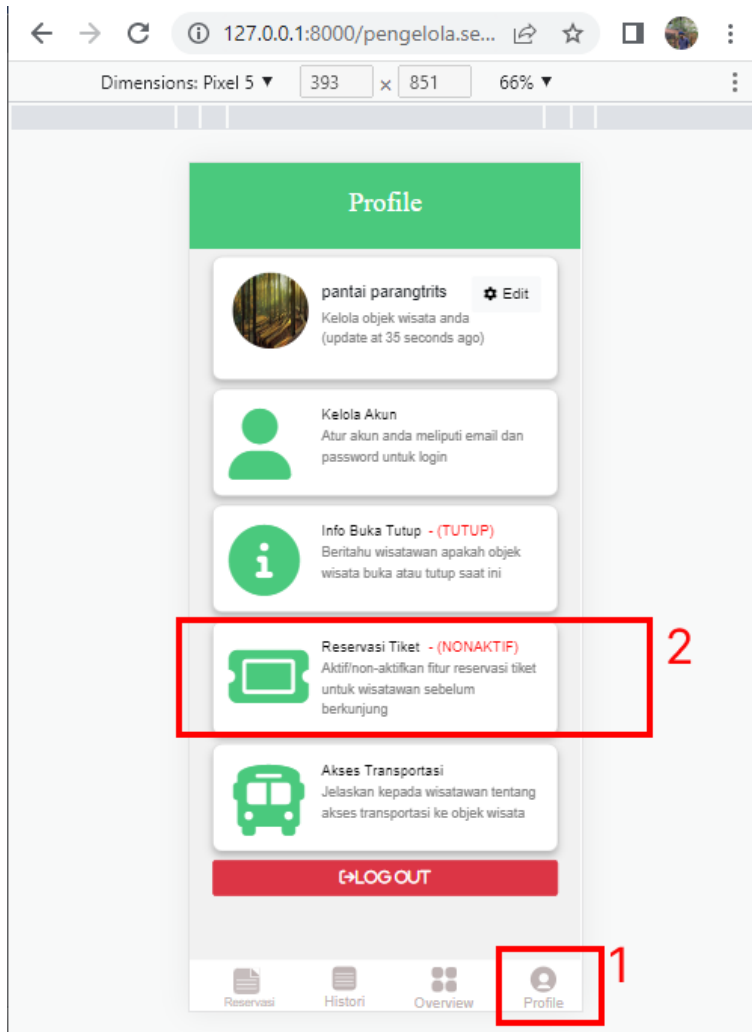 127.0.0.1:8000/pengelola.se...
Dimensions: Pixel 5 ▼ 393 × 851 66% ▼
Profile
pantai parangtrits
Edit
Kelola objek wisata anda
(update at 35 seconds ago)
Kelola Akun
Atur akun anda meliputi email dan
password untuk login
Info Buka Tutup - (TUTUP)
Beritahu wisatawan apakah objek
wisata buka atau tutup saat ini
Reservasi Tiket - (NONAKTIF)
Aktif/non-aktifkan fitur reservasi tiket
untuk wisatawan sebelum
berkunjung
2
Akses Transportasi
Jelaskan kepada wisatawan tentang
akses transportasi ke objek wisata
LOG OUT
Reservasi Histori Overview Profile
1